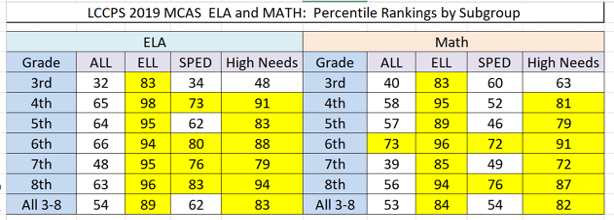 LCCPS 2019 MCAS ELA and MATH: Percentile Rankings by Subgroup
ELA Math
Grade ALL ELL SPED High Needs Grade ALL ELL SPED High Needs
3rd 32 83 34 48 3rd 40 83 60 63
4th 65 98 73 91 4th 58 95 52 81
5th 64 95 62 83 5th 57 89 46 79
6th 66 94 80 88 6th 73 96 72 91
7th 48 95 76 79 7th 39 85 49 72
8th 63 96 83 94 8th 56 94 76 87
All 3-8 54 89 62 83 All 3-8 53 84 54 82